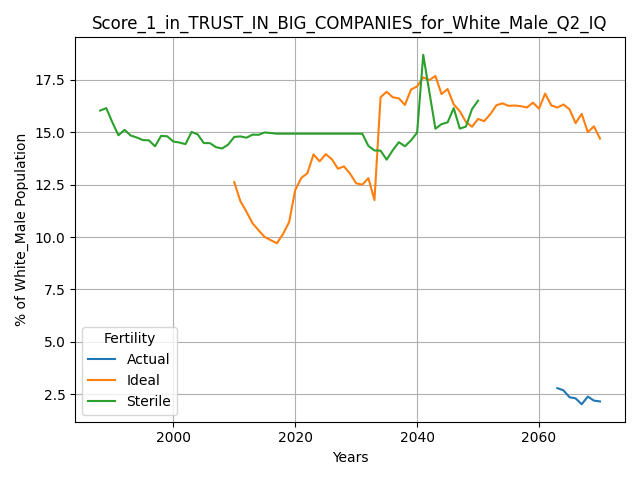 Score_1_in_TRUST_IN_BIG_COMPANIES_for_White_Male_Q2_IQ
% of White_Male Population
17.5
15.0
12.5
10.0
7.5
5.0
2.5
Fertility
Actual
Ideal
Sterile
2000
2020
2040
2060
Years